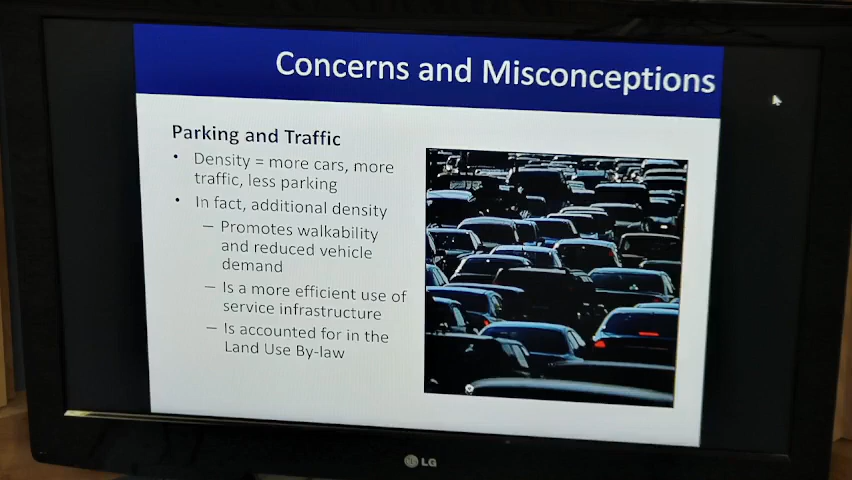 Concerns and Misconceptions
Parking and Traffic
• Density = more cars, more
traffic, less parking
• In fact, additional density
– Promotes walkability
and reduced vehicle
demand
– Is a more efficient use of
service infrastructure
– Is accounted for in the
Land Use By-law
LG